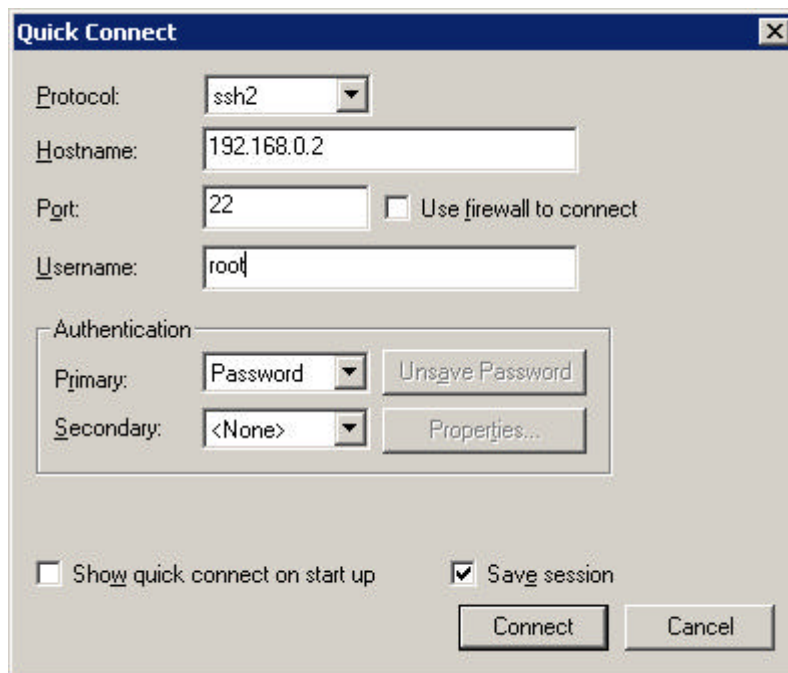 Quick Connect
Protocol: ssh2
Hostname: 192.168.0.2
Port: 22 Use firewall to connect
Username: root
Authentication
Primary: Password Unsave Password
Secondary: <None> Properties...
Show quick connect on start up Save session
Connect Cancel